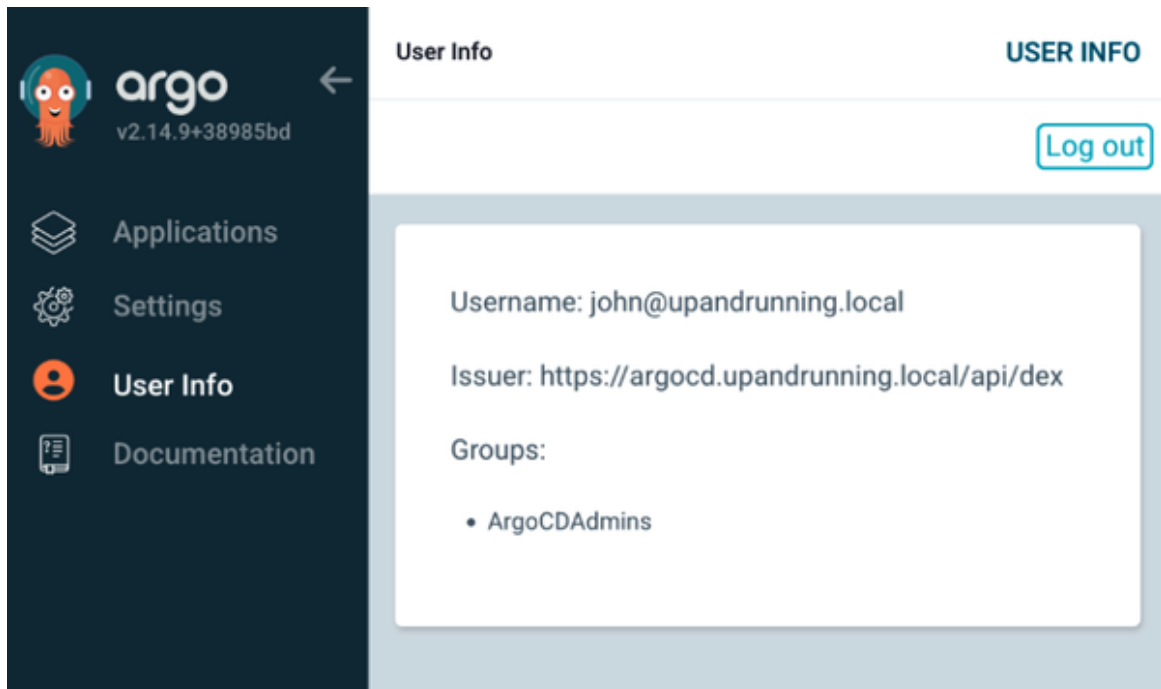 argo
v2.14.9+38985bd
Applications
Settings
User Info
Documentation
User Info
USER INFO
Log out
Username: john@upandrunning.local
Issuer: https://argocd.upandrunning.local/api/dex
Groups:
• ArgoCDAdmins